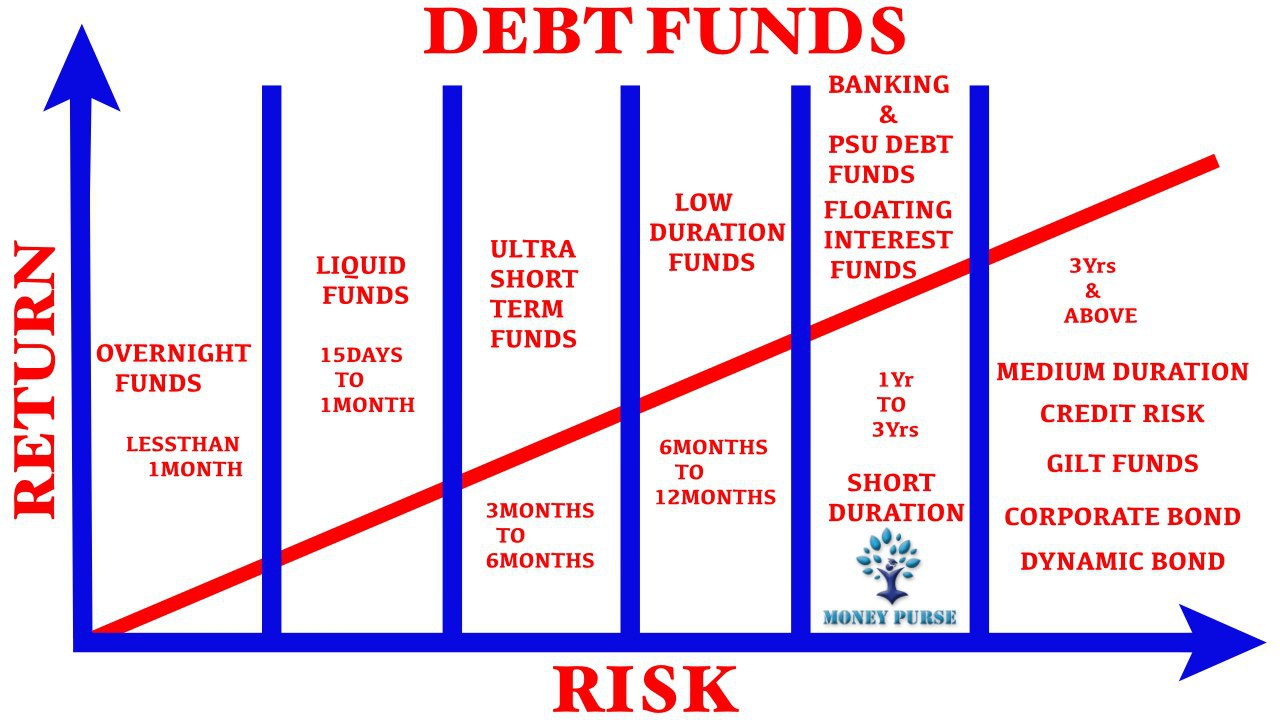 DEBT FUNDS
RETURN
OVERNIGHT
FUNDS
LESSTHAN
1MONTH
LIQUID
FUNDS
15DAYS
TO
1MONTH
ULTRA
SHORT
TERM
FUNDS
3MONTHS
TO
6MONTHS
LOW
DURATION
FUNDS
6MONTHS
TO
12MONTHS
BANKING
&
PSU DEBT
FUNDS
FLOATING
INTEREST
FUNDS
1Yr
TO
3Yrs
SHORT
DURATION
MONEY PURSE
3Yrs
&
ABOVE
MEDIUM DURATION
CREDIT RISK
GILT FUNDS
CORPORATE BOND
DYNAMIC BOND
RISK